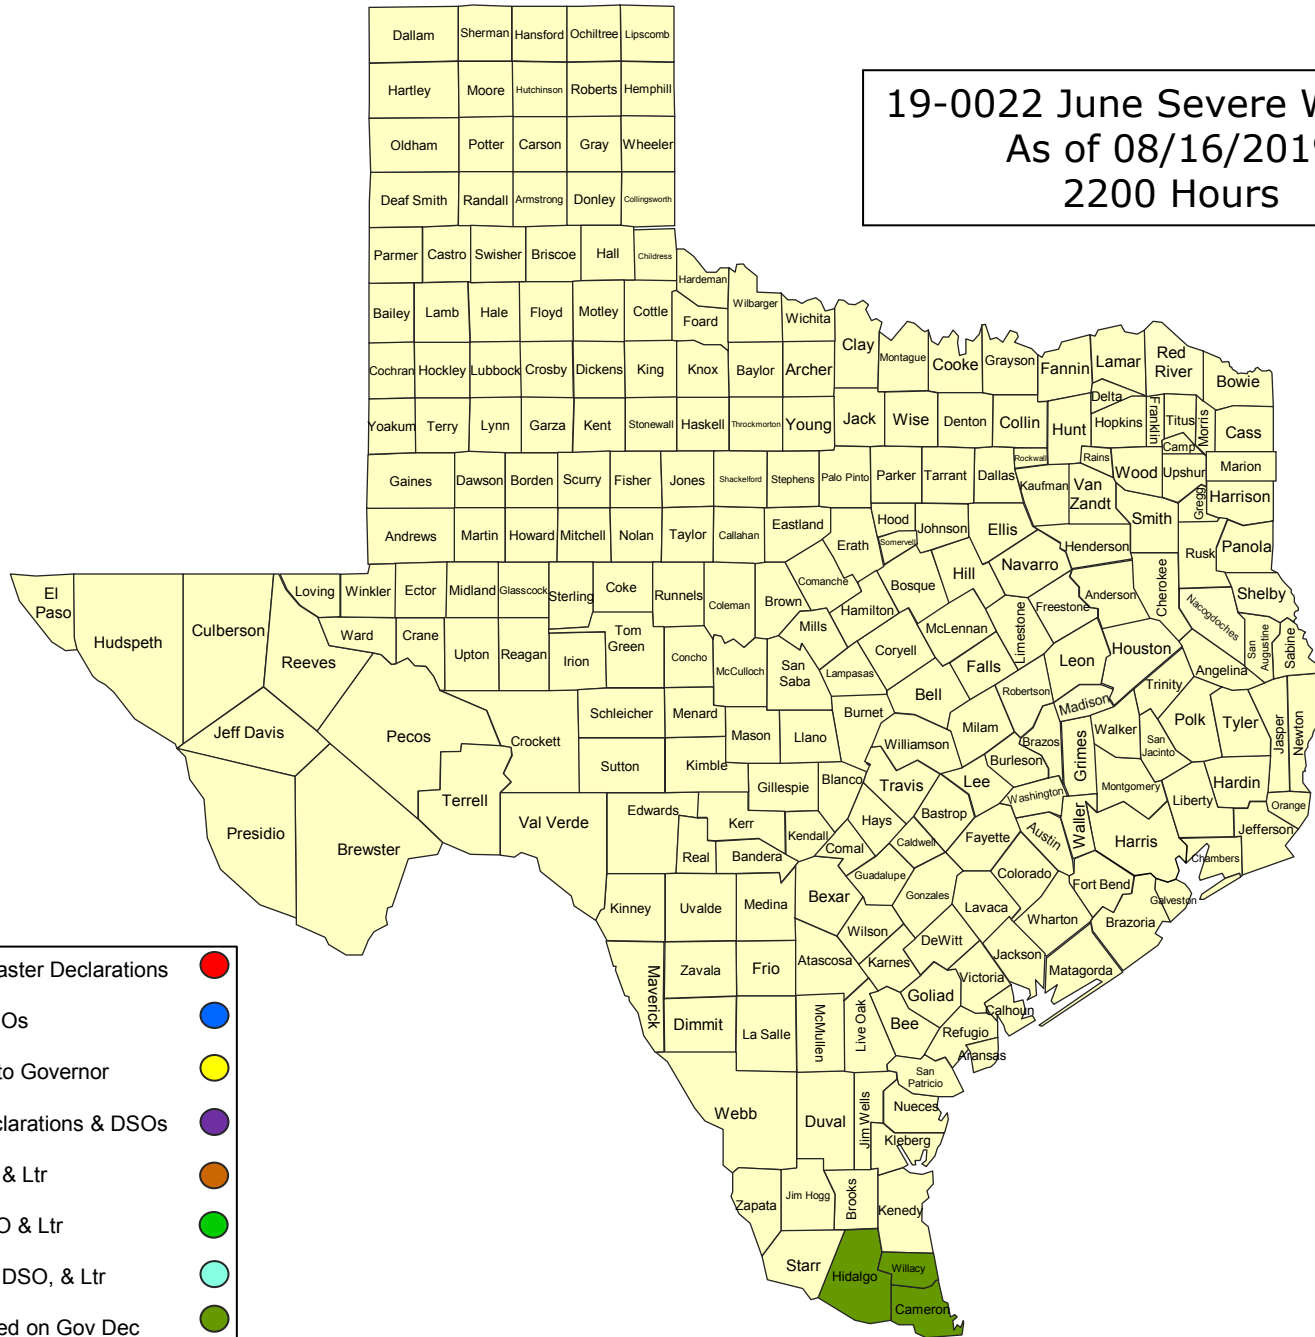 Dallam Sherman Hansford Ochiltree Lipscomb
Hartley Moore Hutchinson Roberts Hemphill
19-0022 June Severe
As of 08/16/2019
2200 Hours
Oldham Potter Carson Gray Wheeler
Deaf Smith Randall Armstrong Donley Collingsworth
Parmer Castro Swisher Briscoe Hall Childress
Hardeman
Bailey Lamb Hale Floyd Motley Cottle Foard Wilbarger Wichita
Clay Montague Cooke Grayson Fannin Lamar Red River Bowie
Cochran Hockley Lubbock Crosby Dickens King Knox Baylor Archer
Delta
Yoakum Terry Lynn Garza Kent Stonewall Haskell Throckmorton Young Jack Wise Denton Collin Hunt Hopkins Franklin Titus Morris Cass
Camp
Gaines Dawson Borden Scurry Fisher Jones Shackelford Stephens Palo Pinto Parker Tarrant Dallas Rockwall Kaufman Rains Van Zandt Wood Upshur Marion
Gregg Harrison
Andrews Martin Howard Mitchell Nolan Taylor Callahan Eastland Erath Hood Somervell Johnson Ellis Henderson Smith Rusk Panola
El Paso Hudspeth Culberson Loving Winkler Ector Midland Glasscock Sterling Coke Runnels Coleman Brown Comanche Hamilton Bosque Hill Navarro Freestone Anderson Cherokee Nacogdoches Shelby
Reeves Ward Crane Upton Reagan Irion Tom Green Concho McCulloch San Saba Mills Lampasas Coryell McLennan Limestone Falls Leon Houston Angelina San Augustine Sabine
Jeff Davis Pecos Crockett Schleicher Menard Mason Llano Burnet Bell Milam Robertson Madison Trinity Walker San Jacinto Polk Tyler Jasper Newton
Presidio Brewster Terrell Val Verde Sutton Kimble Gillespie Blanco Williamson Travis Lee Burleson Brazos Grimes Washington Montgomery Liberty Hardin Orange
Edwards Real Kerr Bandera Kendall Comal Hays Caldwell Bastrop Fayette Austin Waller Harris Chambers Jefferson
Kinney Uvalde Medina Bexar Guadalupe Gonzales Lavaca Colorado Wharton Fort Bend Brazoria Galveston
Maverick Zavala Frio Atascosa Wilson Karnes DeWitt Victoria Jackson Matagorda
Dimmit La Salle McMullen Live Oak Bee Goliad Refugio Calhoun Aransas
Webb Duval Jim Wells San Patricio Nueces Kleberg
Zapata Jim Hogg Brooks Kenedy
Starr Hidalgo Willacy Cameron
aster Declarations
Os
to Governor
clarations & DSOs
& Ltr
O & Ltr
DSO, & Ltr
ed on Gov Dec